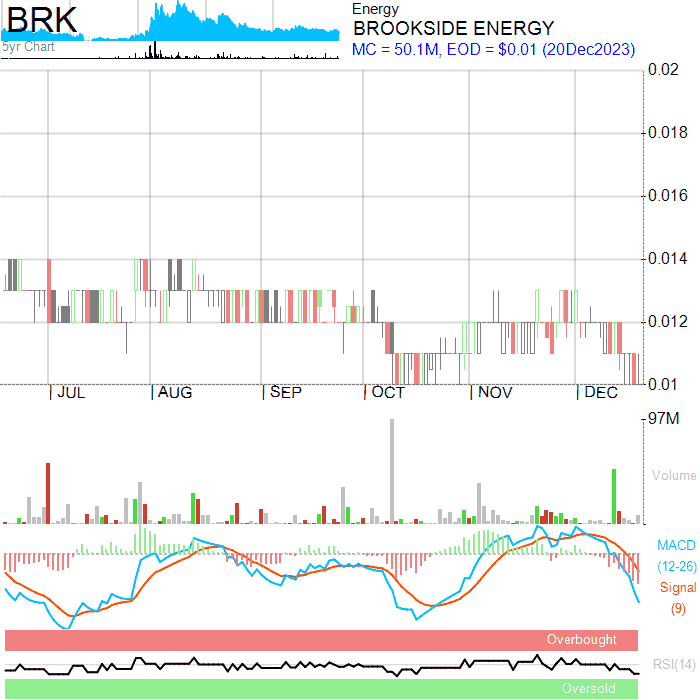 BRK
5yr Chart
Energy
BROOKSIDE ENERGY
MC = 50.1M, EOD = $0.01 (20Dec2023)
0.02
0.018
0.016
0.014
0.012
0.01
JUL AUG SEP OCT NOV DEC
97M
Volume
MACD
(12-26)
Signal
(9)
Overbought
RSI(14)
Oversold